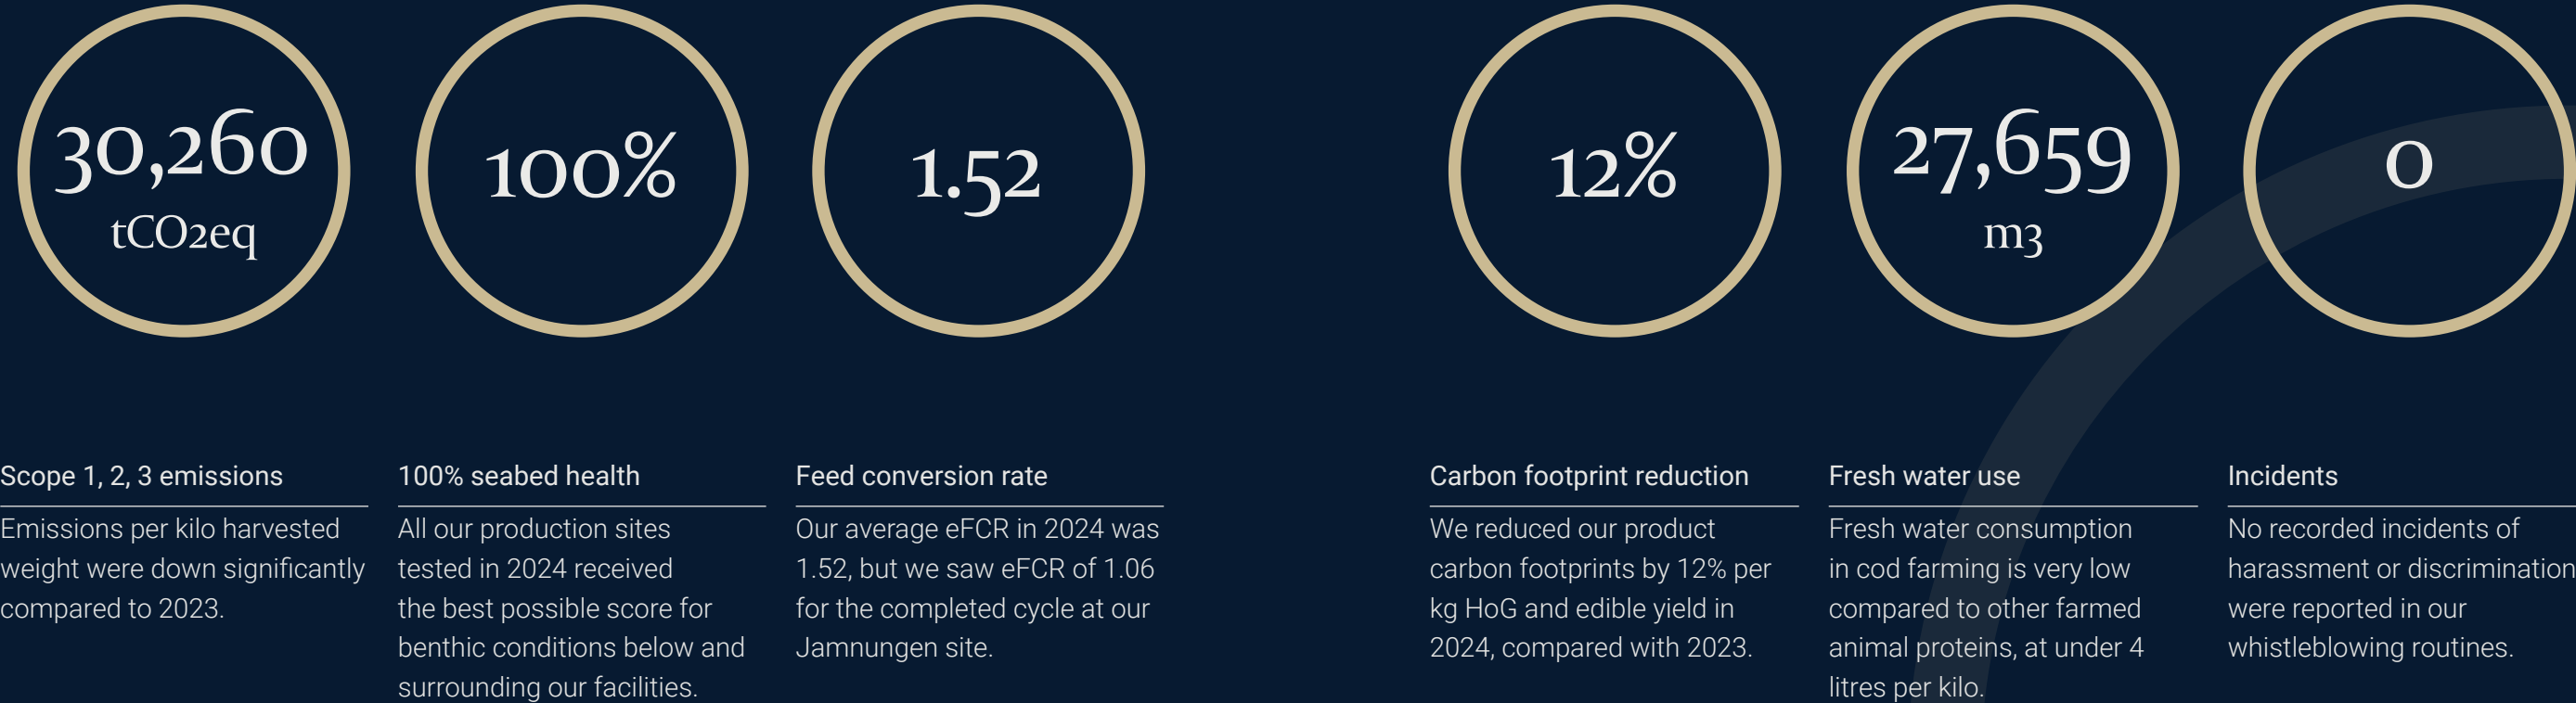 30,260
tCO2eq
100%
1.52
12%
27,659
m3
0
Scope 1, 2, 3 emissions
Emissions per kilo harvested
weight were down significantly
compared to 2023.
100% seabed health
All our production sites
tested in 2024 received
the best possible score for
benthic conditions below and
surrounding our facilities.
Feed conversion rate
Our average eFCR in 2024 was
1.52, but we saw eFCR of 1.06
for the completed cycle at our
Jamnungen site.
Carbon footprint reduction
We reduced our product
carbon footprints by 12% per
kg HoG and edible yield in
2024, compared with 2023.
Fresh water use
Fresh water consumption
in cod farming is very low
compared to other farmed
animal proteins, at under 4
litres per kilo.
Incidents
No recorded incidents of
harassment or discrimination
were reported in our
whistleblowing routines.